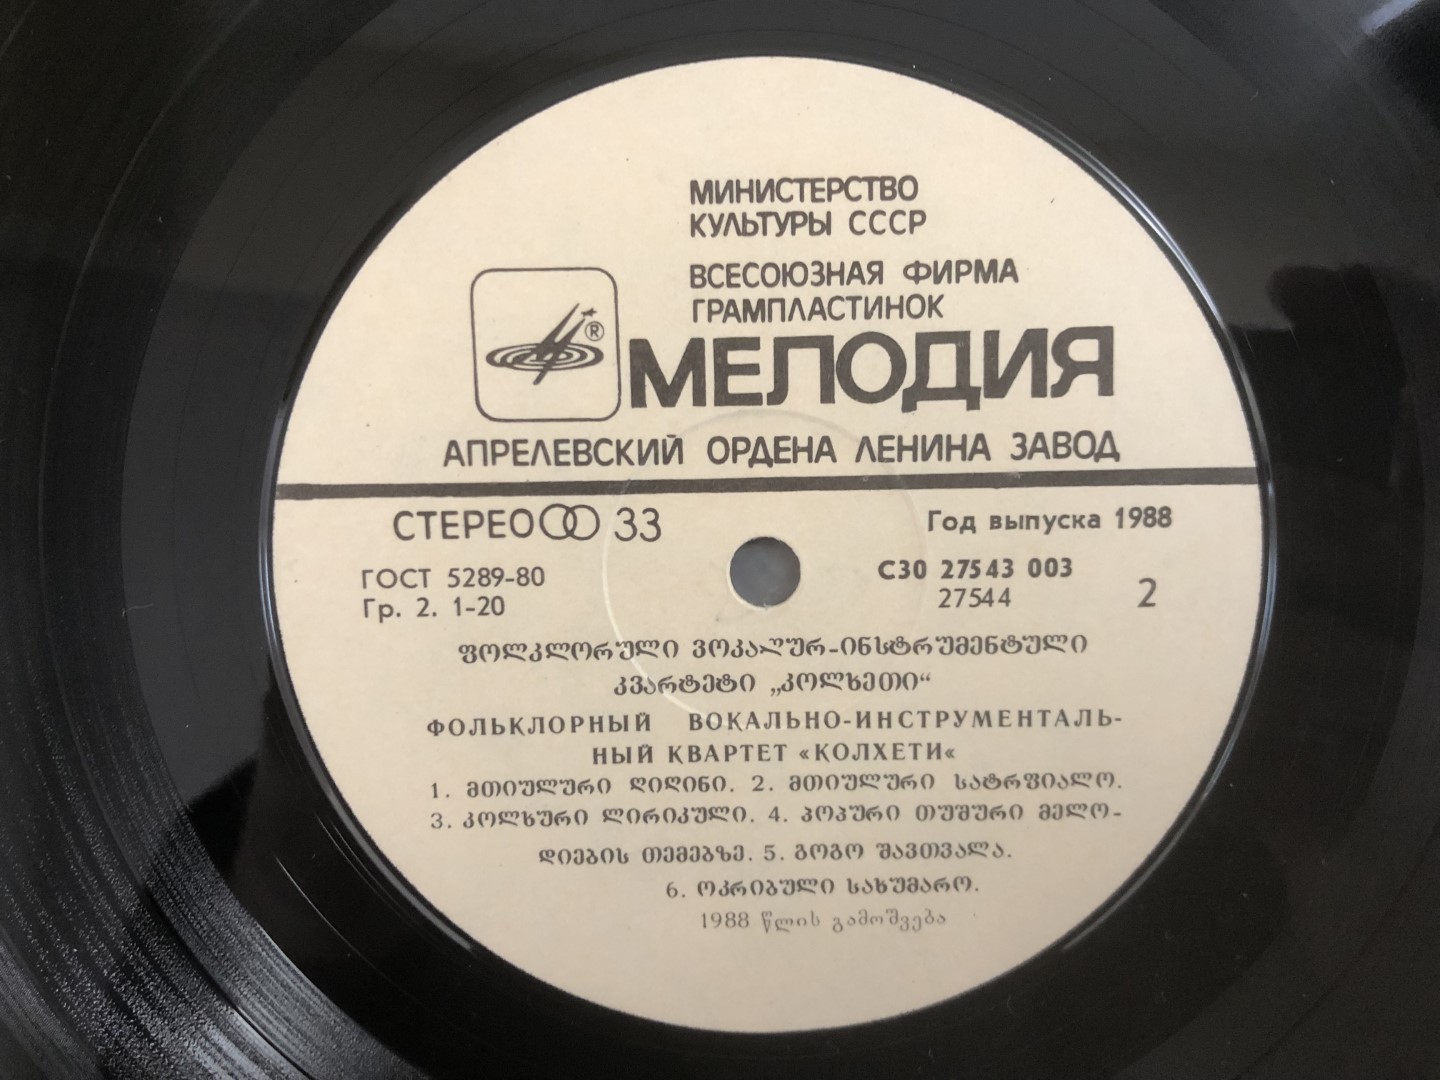 МИНИСТЕРСТВО
КУЛЬТУРЫ СССР
ВСЕСОЮЗНАЯ ФИРМА
ГРАМПЛАСТИНОК
®
МЕЛОДИЯ
АПРЕЛЕВСКИЙ ОРДЕНА ЛЕНИНА ЗАВОД
СТЕРЕО 33
Год выпуска 1988
ГОСТ 5289-80
Гр. 2. 1-20
С30 27543 003
27544
2
ფოლკლორული ვოკალურ-ინსტრუმენტული
კვარტეტი „კოლხეთი“
ФОЛЬКЛОРНЫЙ ВОКАЛЬНО-ИНСТРУМЕНТАЛЬ-
НЫЙ КВАРТЕТ «КОЛХЕТИ«
1. მთიულური ღიღინი. 2. მთიულური სატრფიალო.
3. კოლხური ლირიკული. 4. პოპური თუშური მელო-
დიების თემებზე. 5. გოგო შავთვალა.
6. ოკრიბული სახუმარო.
1988 წლის გამოშვება